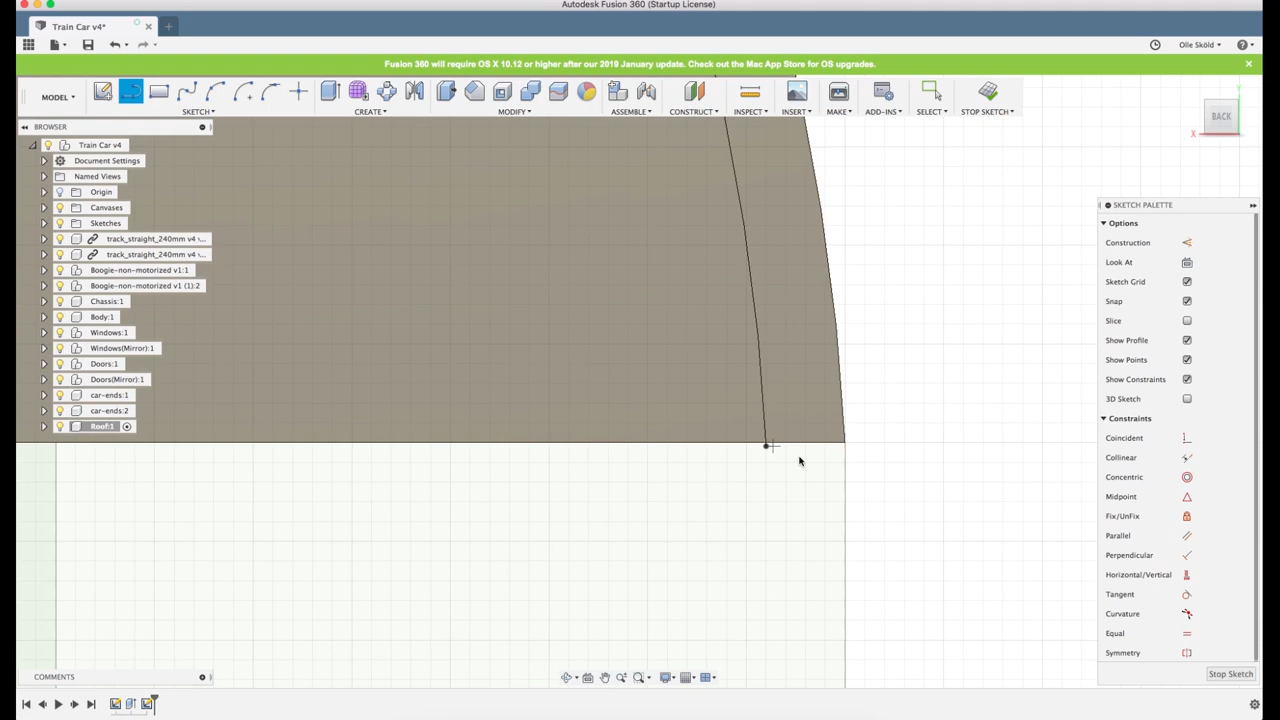 Autodesk Fusion 360 (Startup License)
Train Car v4*
Olle Sköld
Fusion 360 will require OS X 10.12 or higher after our 2019 January update. Check out the Mac App Store for OS upgrades.
MODEL
SKETCH
CREATE
MODIFY
ASSEMBLE
CONSTRUCT
INSPECT
INSERT
MAKE
ADD-INS
SELECT
STOP SKETCH
BROWSER
Train Car v4
Document Settings
Named Views
Origin
Canvases
Sketches
track_straight_240mm v4 v...
track_straight_240mm v4 v...
Boogie-non-motorized v1:1
Boogie-non-motorized v1 (1):2
Chassis:1
Body:1
Windows:1
Windows(Mirror):1
Doors:1
Doors(Mirror):1
car-ends:1
car-ends:2
Roof:1
BACK
Y
X
SKETCH PALETTE
Options
Construction
Look At
Sketch Grid
Snap
Slice
Show Profile
Show Points
Show Constraints
3D Sketch
Constraints
Coincident
Collinear
Concentric
Midpoint
Fix/UnFix
Parallel
Perpendicular
Horizontal/Vertical
Tangent
Curvature
Equal
Symmetry
Stop Sketch
COMMENTS